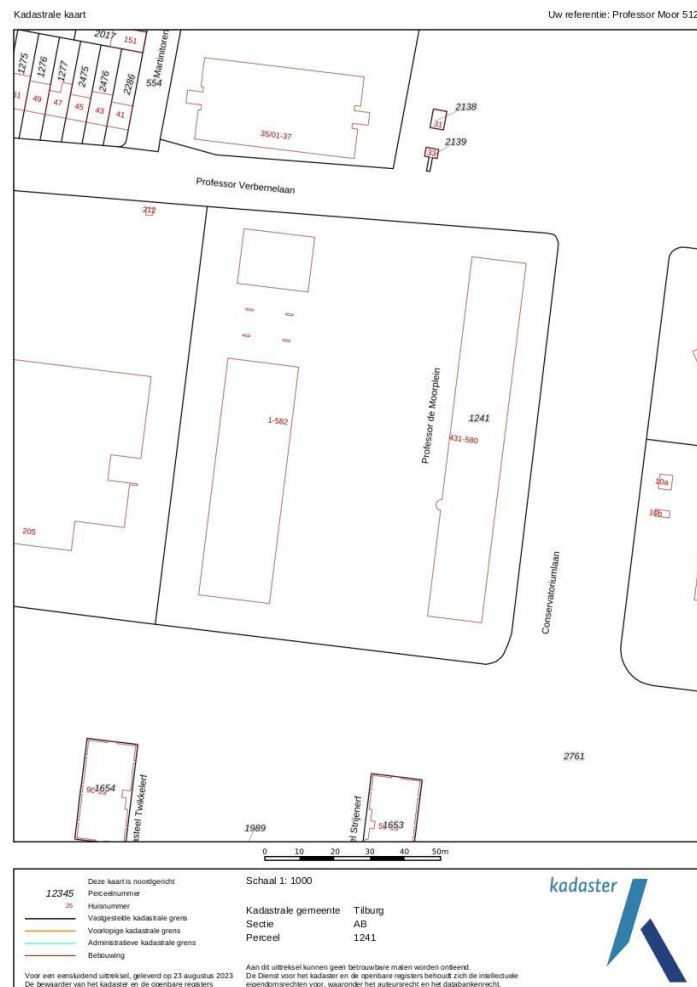 Kadastrale kaart
Uw referentie: Professor Moor 512
2017
151
1275
1276
1277
2475
2476
2286
554
Martinitoren
51
49
47
45
43
41
35/01-37
2138
31
2139
33
Professor Verbernelaan
212
Professor de Moorplein
1-582
1241
431-580
10a
10b
205
Conservatoriumlaan
2761
1654
asteel Twikkelerf
1989
el Strijenerf
1653
0 10 20 30 40 50m
Deze kaart is noordgericht
12345 Perceelnummer
25 Huisnummer
Vastgestelde kadastrale grens
Voorlopige kadastrale grens
Administratieve kadastrale grens
Bebouwing
Voor een eensluidend uittreksel, geleverd op 23 augustus 2023
De bewaarder van het kadaster en de openbare registers
Schaal 1: 1000
Kadastrale gemeente Tilburg
Sectie AB
Perceel 1241
Aan dit uittreksel kunnen geen betrouwbare maten worden ontleend.
De Dienst voor het kadaster en de openbare registers behoudt zich de intellectuele
eigendomsrechten voor, waaronder het auteursrecht en het databankenrecht.
kadaster